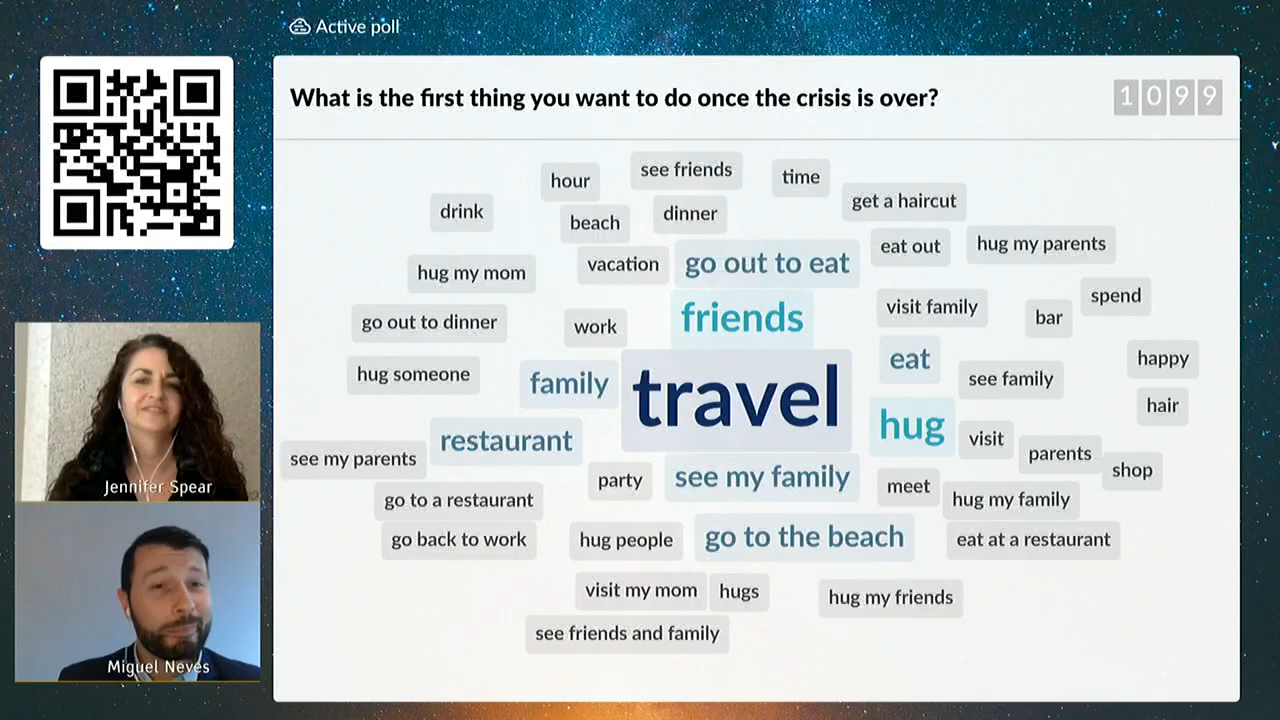 Active poll
What is the first thing you want to do once the crisis is over?
1099
hour
see friends
time
drink
beach
dinner
get a haircut
hug my mom
vacation
go out to eat
eat out
hug my parents
go out to dinner
work
friends
visit family
bar
spend
hug someone
family
travel
eat
see family
happy
hair
see my parents
restaurant
hug
visit
parents
shop
go to a restaurant
party
see my family
meet
hug my family
go back to work
hug people
go to the beach
eat at a restaurant
visit my mom
hugs
hug my friends
see friends and family
Jennifer Spear
Miguel Neves